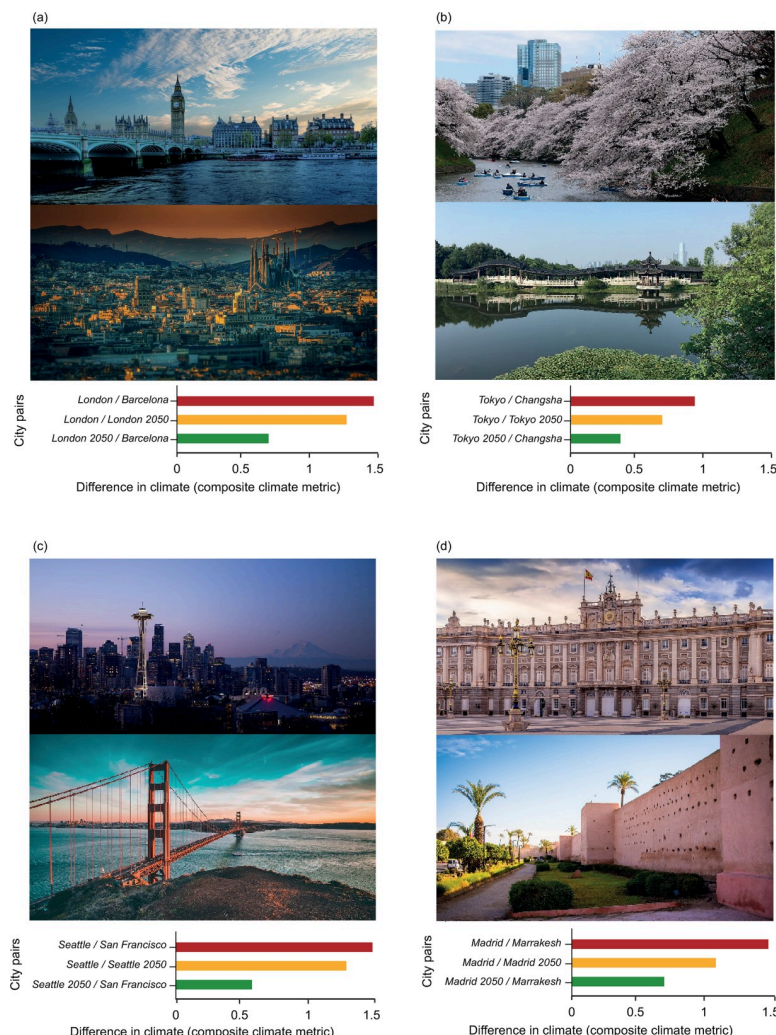 (a)
(b)
City pairs
London / Barcelona
London / London 2050
London 2050 / Barcelona
0 0.5 1 1.5
Difference in climate (composite climate metric)
City pairs
Tokyo / Changsha
Tokyo / Tokyo 2050
Tokyo 2050 / Changsha
0 0.5 1 1.5
Difference in climate (composite climate metric)
(c)
(d)
City pairs
Seattle / San Francisco
Seattle / Seattle 2050
Seattle 2050 / San Francisco
0 0.5 1 1.5
Difference in climate (composite climate metric)
City pairs
Madrid / Marrakesh
Madrid / Madrid 2050
Madrid 2050 / Marrakesh
0 0.5 1 1.5
Difference in climate (composite climate metric)